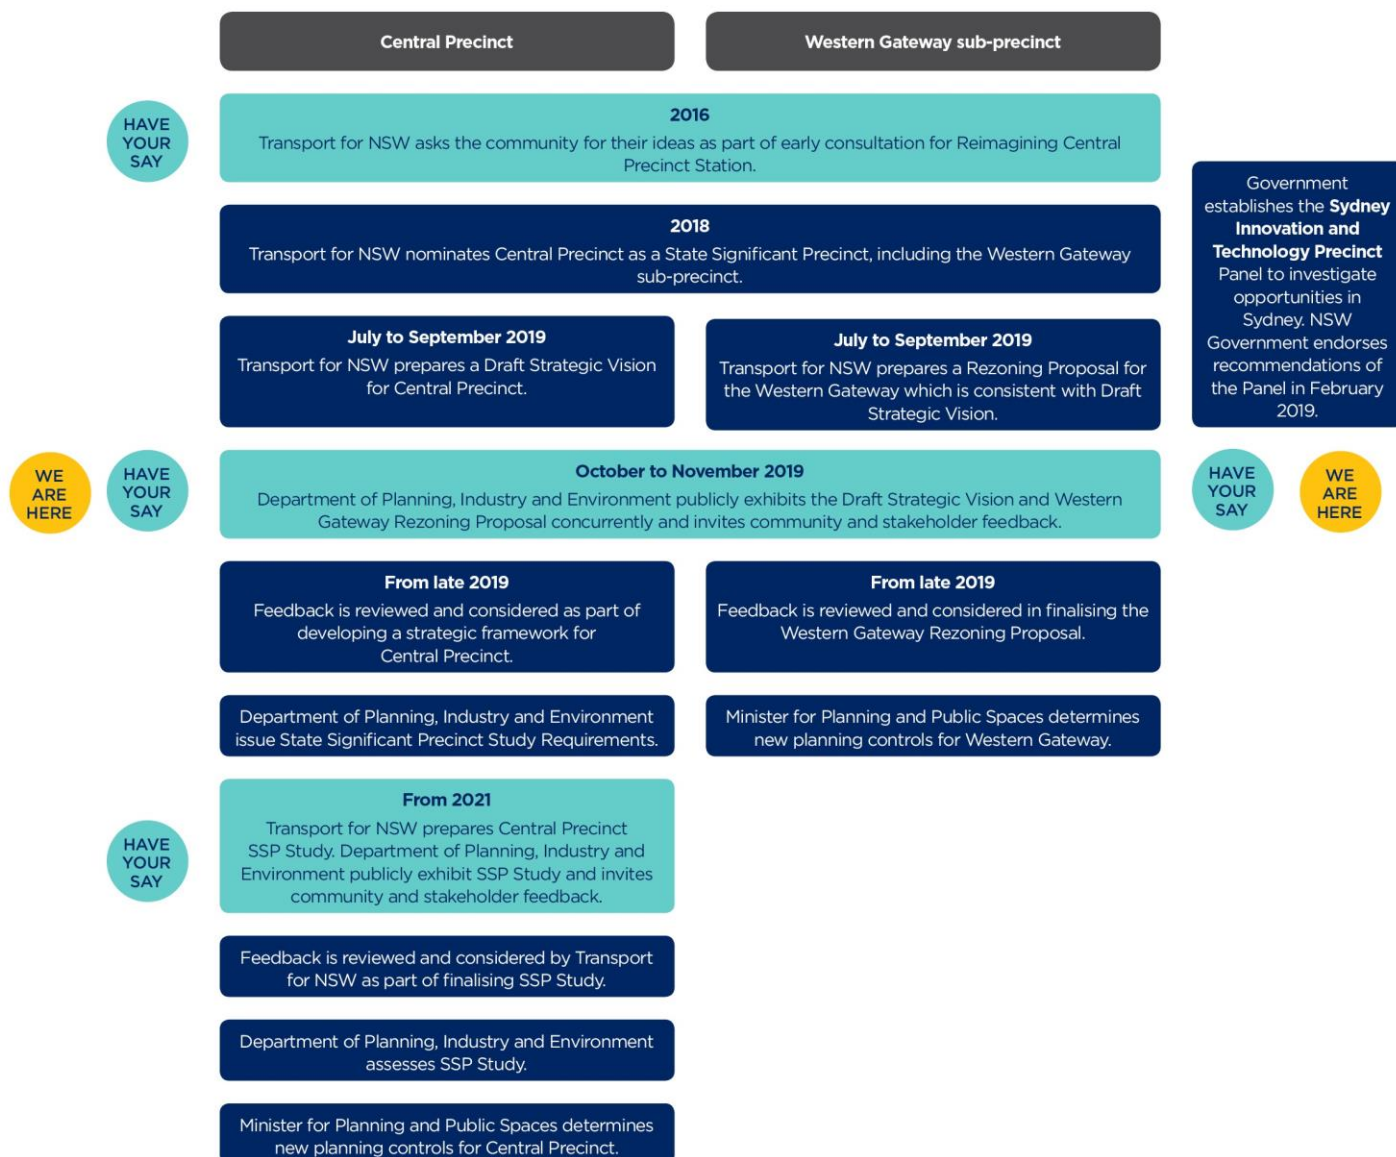 Central Precinct
Western Gateway sub-precinct
HAVE
YOUR
SAY
2016
Transport for NSW asks the community for their ideas as part of early consultation for Reimagining Central
Precinct Station.
2018
Transport for NSW nominates Central Precinct as a State Significant Precinct, including the Western Gateway
sub-precinct.
Government
establishes the Sydney
Innovation and
Technology Precinct
Panel to investigate
opportunities in
Sydney. NSW
Government endorses
recommendations of
the Panel in February
2019.
July to September 2019
Transport for NSW prepares a Draft Strategic Vision
for Central Precinct.
July to September 2019
Transport for NSW prepares a Rezoning Proposal for
the Western Gateway which is consistent with Draft
Strategic Vision.
WE
ARE
HERE
HAVE
YOUR
SAY
October to November 2019
Department of Planning, Industry and Environment publicly exhibits the Draft Strategic Vision and Western
Gateway Rezoning Proposal concurrently and invites community and stakeholder feedback.
HAVE
YOUR
SAY
WE
ARE
HERE
From late 2019
Feedback is reviewed and considered as part of
developing a strategic framework for
Central Precinct.
From late 2019
Feedback is reviewed and considered in finalising the
Western Gateway Rezoning Proposal.
Department of Planning, Industry and Environment
issue State Significant Precinct Study Requirements.
Minister for Planning and Public Spaces determines
new planning controls for Western Gateway.
HAVE
YOUR
SAY
From 2021
Transport for NSW prepares Central Precinct
SSP Study. Department of Planning, Industry and
Environment publicly exhibit SSP Study and invites
community and stakeholder feedback.
Feedback is reviewed and considered by Transport
for NSW as part of finalising SSP Study.
Department of Planning, Industry and Environment
assesses SSP Study.
Minister for Planning and Public Spaces determines
new planning controls for Central Precinct.